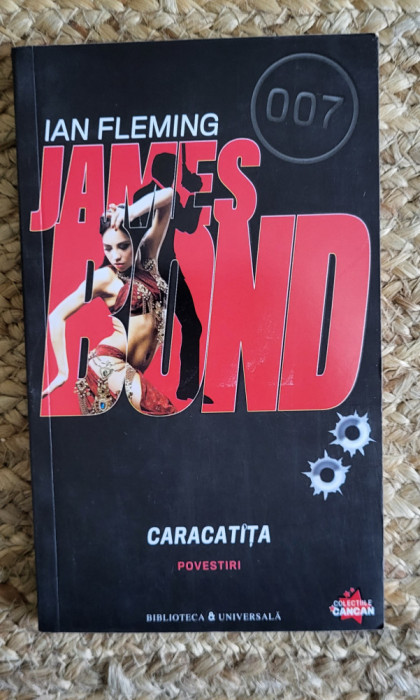 007
IAN FLEMING
JAMES
BOND
CARACATIȚA
POVESTIRI
COLECȚIILE
CANCAN
BIBLIOTECA & UNIVERSALĂ